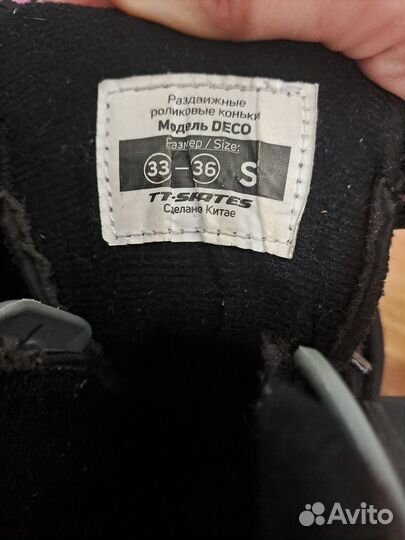 Раздвижные
роликовые коньки
Модель DECO
Размер / Size:
33 – 36 S
TT-SKATES
Сделано Китае
Avito